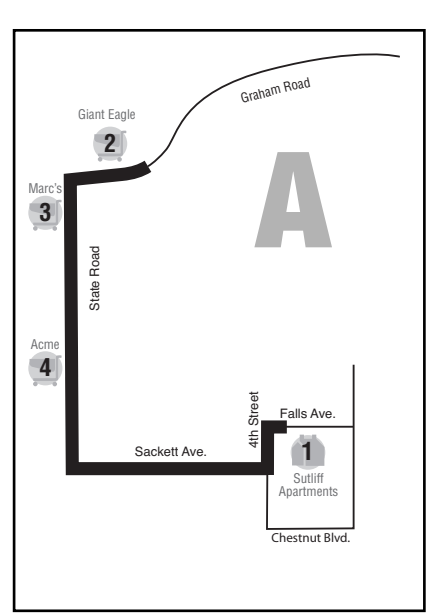 Graham Road
Giant Eagle
2
A
Marc's
3
State Road
Acme
4
4th Street
Falls Ave.
Sackett Ave.
1
Sutliff
Apartments
Chestnut Blvd.